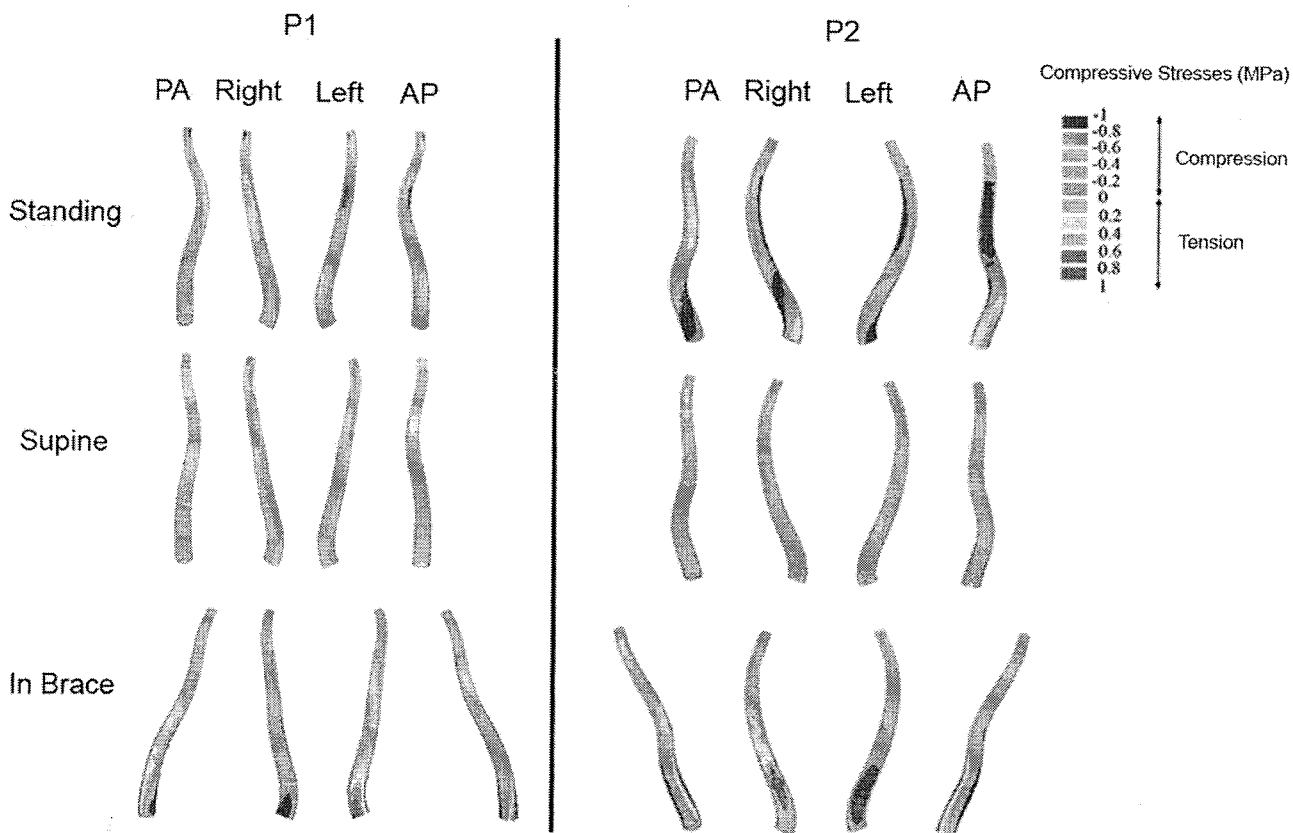 P1
P2
PA Right Left AP
PA Right Left AP
Compressive Stresses (MPa)
-1
-0.8
-0.6
-0.4
-0.2
0
0.2
0.4
0.6
0.8
1
Compression
Tension
Standing
Supine
In Brace